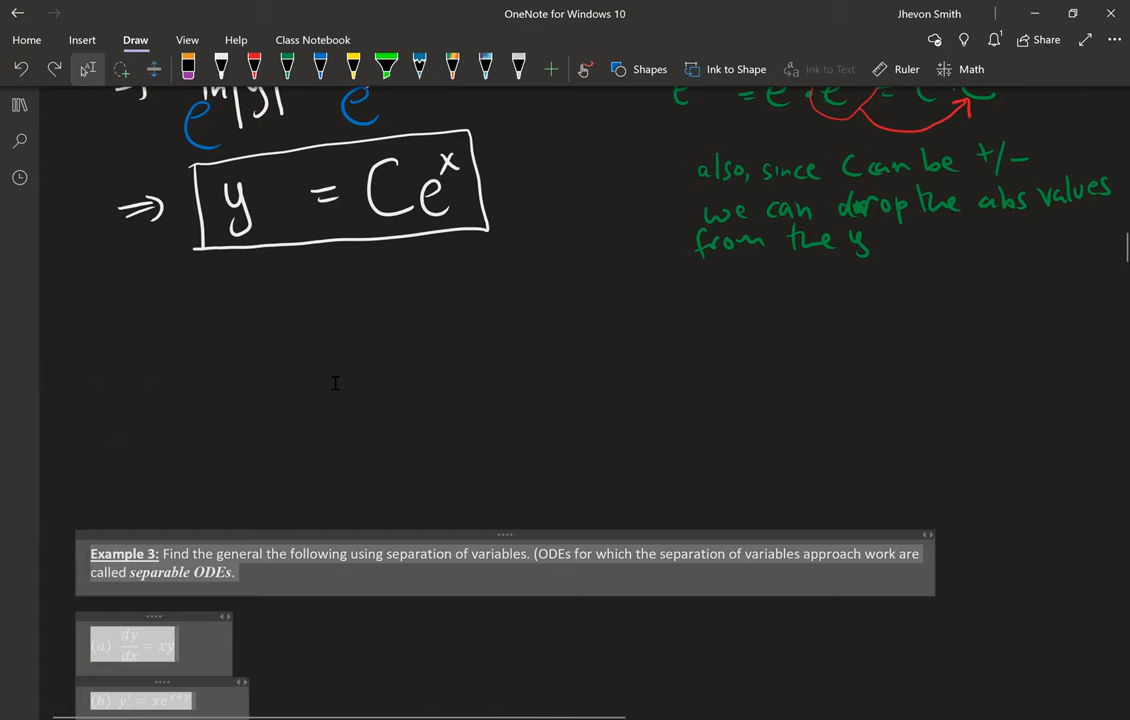 OneNote for Windows 10
Jhevon Smith
Home Insert Draw View Help Class Notebook
Share
Shapes Ink to Shape Ink to Text Ruler Math
ln|y|
e e
⇒ y = Ce^x
= e · e =
also, since C can be +/-
we can drop the abs values
from the y
Example 3: Find the general the following using separation of variables. (ODEs for which the separation of variables approach work are
called separable ODEs.
(a) dy/dx = xy
(b) y' = xe^{x+y}